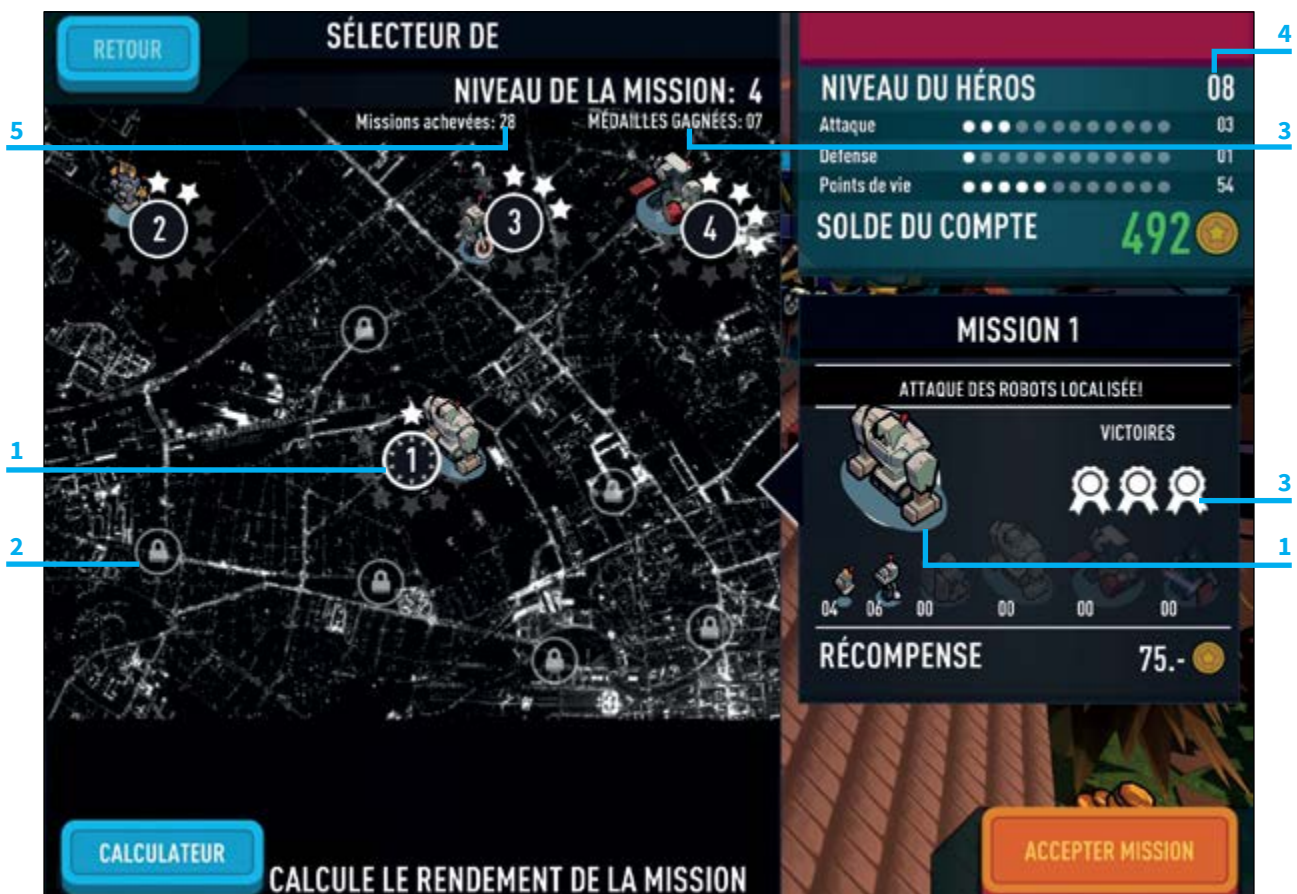 RETOUR
SÉLECTEUR DE
NIVEAU DE LA MISSION: 4
Missions achevées: 28
MÉDAILLES GAGNÉES: 07
5
2
3
4
1
1
2
CALCULATEUR
CALCULE LE RENDEMENT DE LA MISSION
4
NIVEAU DU HÉROS 08
Attaque 03
3
Défense 01
Points de vie 54
SOLDE DU COMPTE 492
MISSION 1
ATTAQUE DES ROBOTS LOCALISÉE!
VICTOIRES
3
1
04 06 00 00 00 00
RÉCOMPENSE 75.-
ACCEPTER MISSION